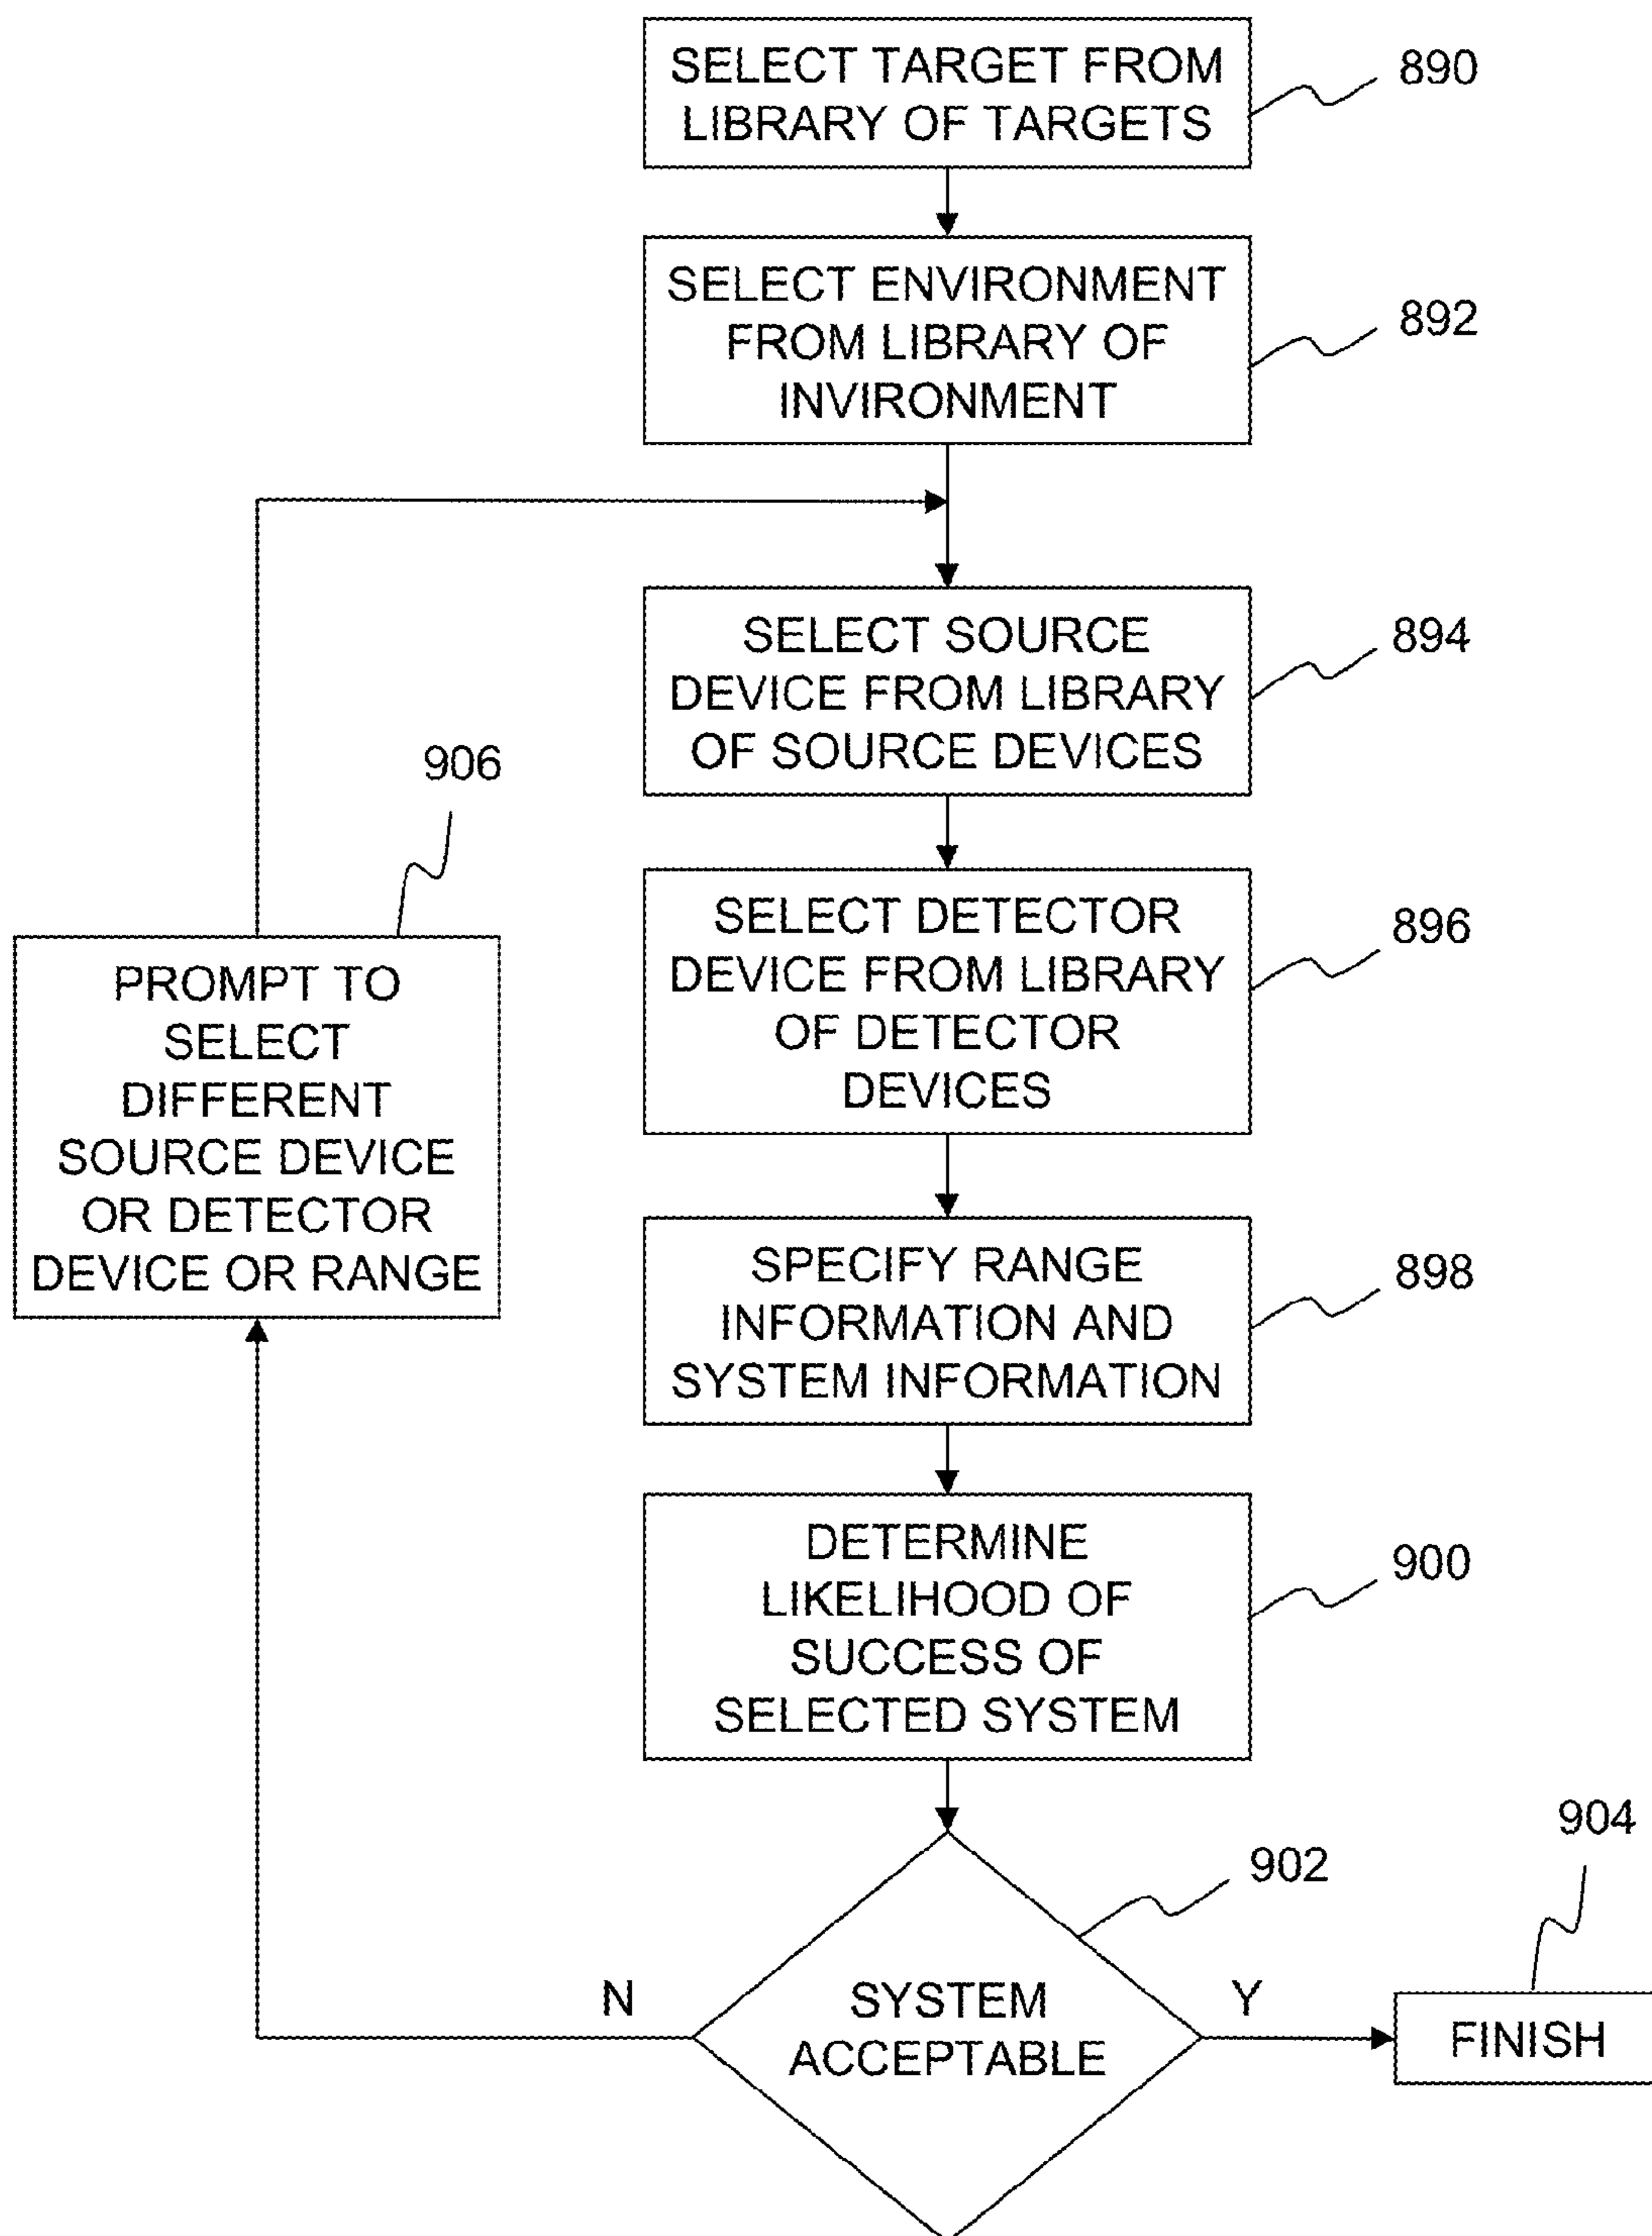 SELECT TARGET FROM
LIBRARY OF TARGETS
890
SELECT ENVIRONMENT
FROM LIBRARY OF
INVIRONMENT
892
SELECT SOURCE
DEVICE FROM LIBRARY
OF SOURCE DEVICES
894
906
PROMPT TO
SELECT
DIFFERENT
SOURCE DEVICE
OR DETECTOR
DEVICE OR RANGE
SELECT DETECTOR
DEVICE FROM LIBRARY
OF DETECTOR
DEVICES
896
SPECIFY RANGE
INFORMATION AND
SYSTEM INFORMATION
898
DETERMINE
LIKELIHOOD OF
SUCCESS OF
SELECTED SYSTEM
900
902
904
N
SYSTEM
ACCEPTABLE
Y
FINISH